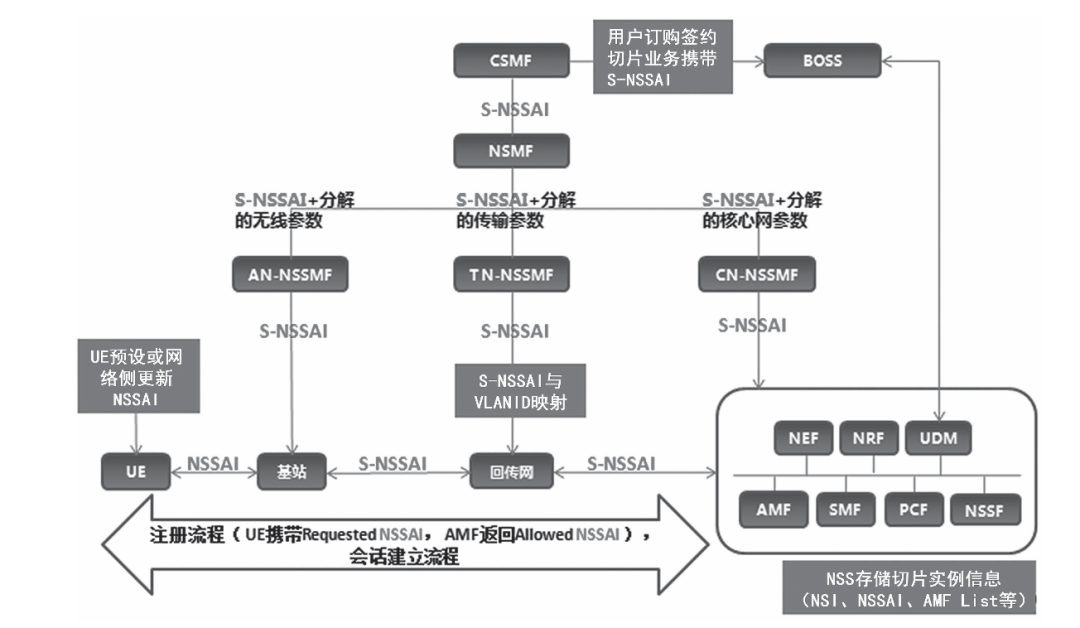 用户订购签约
切片业务携带
S-NSSAI
CSMF
BOSS
S-NSSAI
NSMF
S-NSSAI+分解
的无线参数
S-NSSAI+分解
的传输参数
S-NSSAI+分解
的核心网参数
AN-NSSMF
TN-NSSMF
CN-NSSMF
S-NSSAI
S-NSSAI
S-NSSAI
UE预设或网
络侧更新
NSSAI
S-NSSAI与
VLANID映射
NEF
NRF
UDM
UE
NSSAI
基站
S-NSSAI
回传网
S-NSSAI
AMF
SMF
PCF
NSSF
注册流程（UE携带Requested NSSAI，AMF返回Allowed NSSAI），
会话建立流程
NSS存储切片实例信息
（NSI、NSSAI、AMF List等）